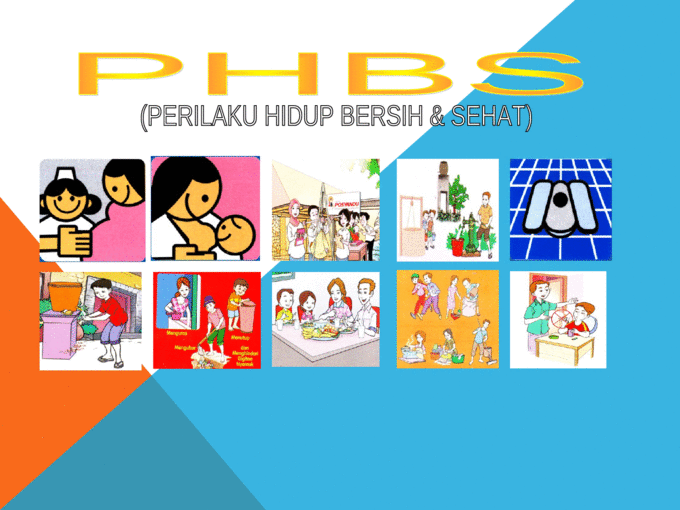 PHBS
(PERILAKU HIDUP BERSIH & SEHAT)
POSYANDU
Menguras
Menutup
Mengubur
dan
Menghindari
Gigitan
Nyamuk